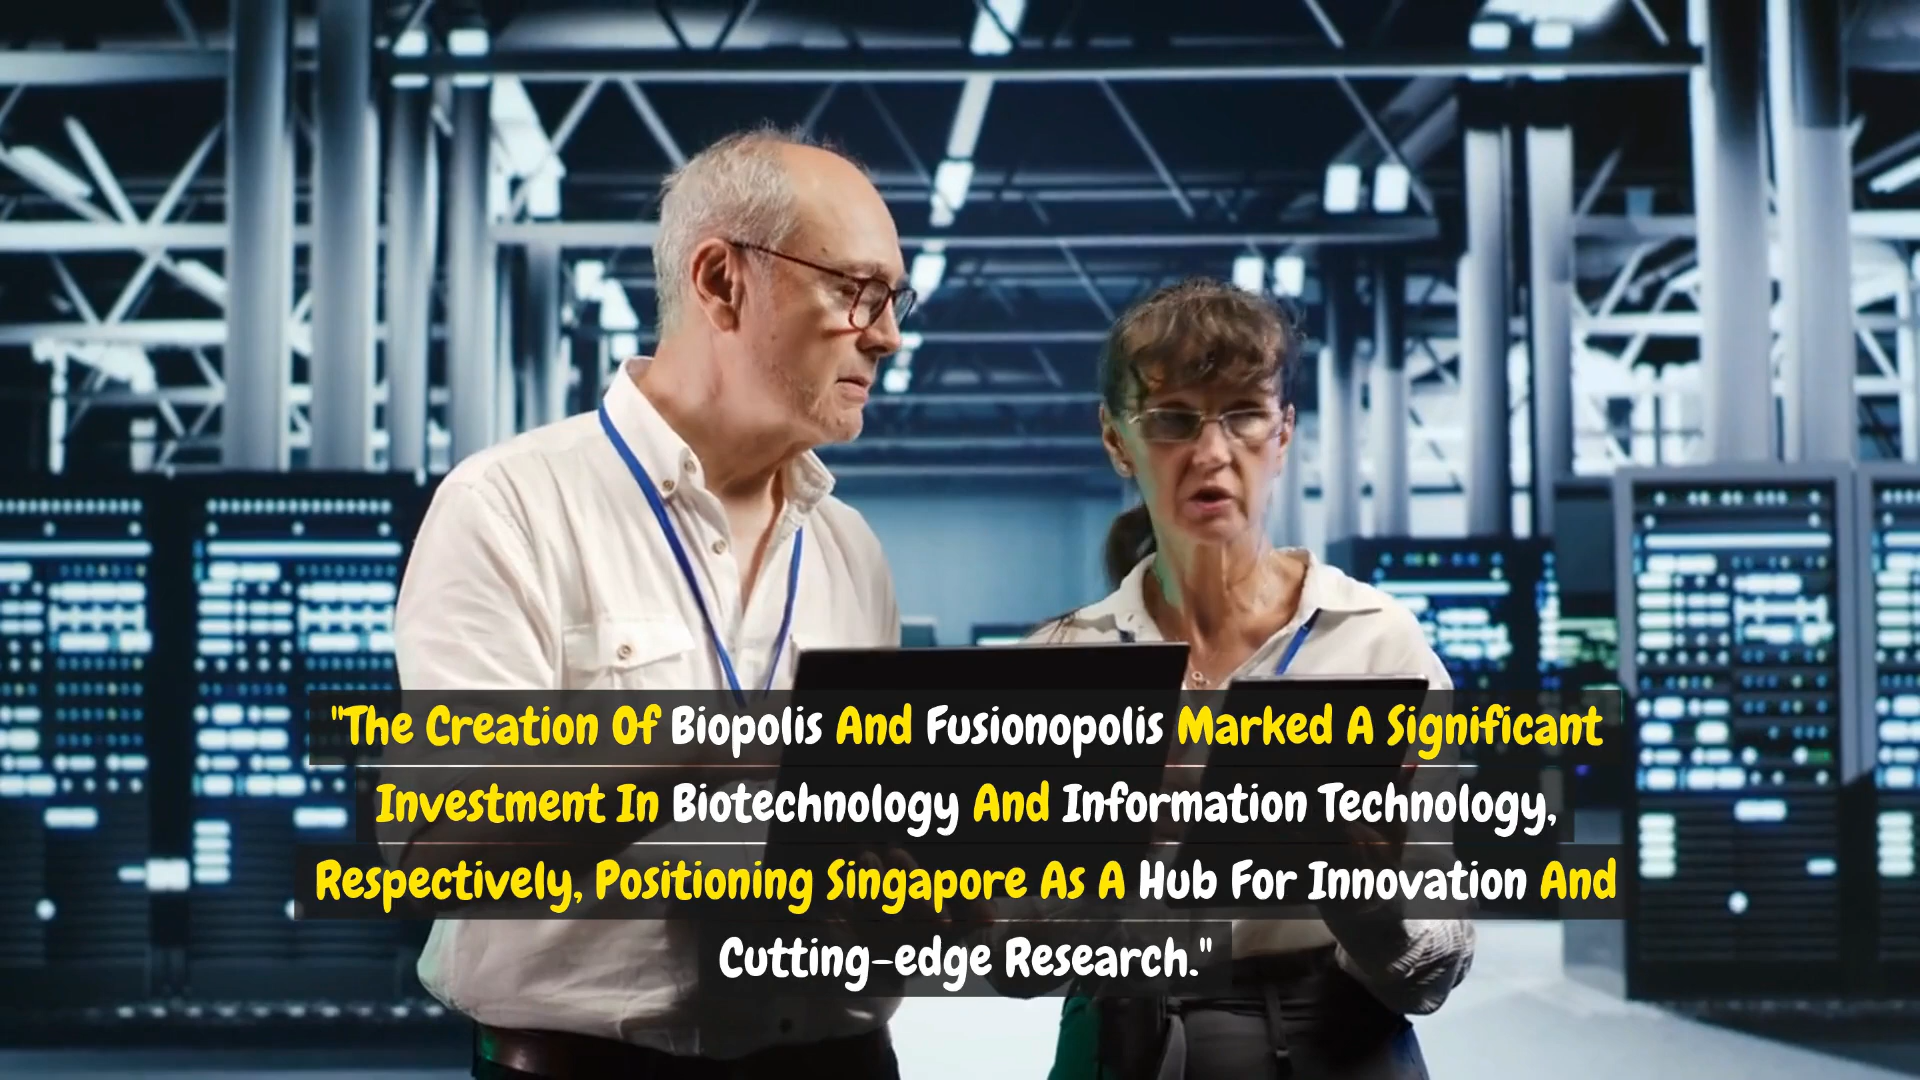 "The Creation Of Biopolis And Fusionopolis Marked A Significant
Investment In Biotechnology And Information Technology,
Respectively, Positioning Singapore As A Hub For Innovation And
Cutting-edge Research."